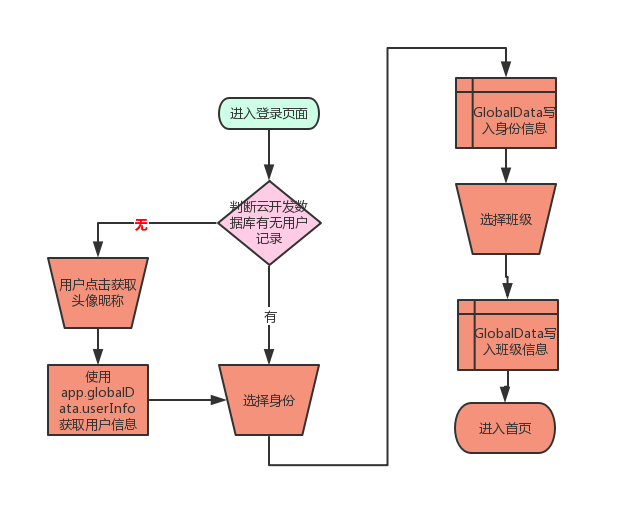 进入登录页面
判断云开发数
据库有无用户
记录
无
用户点击获取
头像昵称
有
使用
app.globalD
ata.userInfo
获取用户信息
选择身份
GlobalData写
入身份信息
选择班级
GlobalData写
入班级信息
进入首页